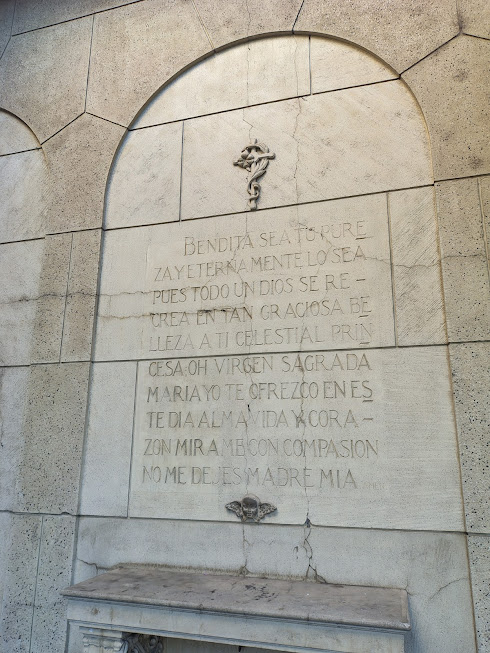 BENDITA SEA TU PURE
ZA Y ETERNAMENTE LO SEA
PUES TODO UN DIOS SE RE-
CREA EN TAN GRACIOSA BE
LLEZA A TI CELESTIAL PRIN
CESA, OH VIRGEN SAGRADA
MARIA YO TE OFREZCO EN ES
TE DIA ALMA VIDA Y CORA-
ZON MIRAME CON COMPASION
NO ME DEJES MADRE MIA